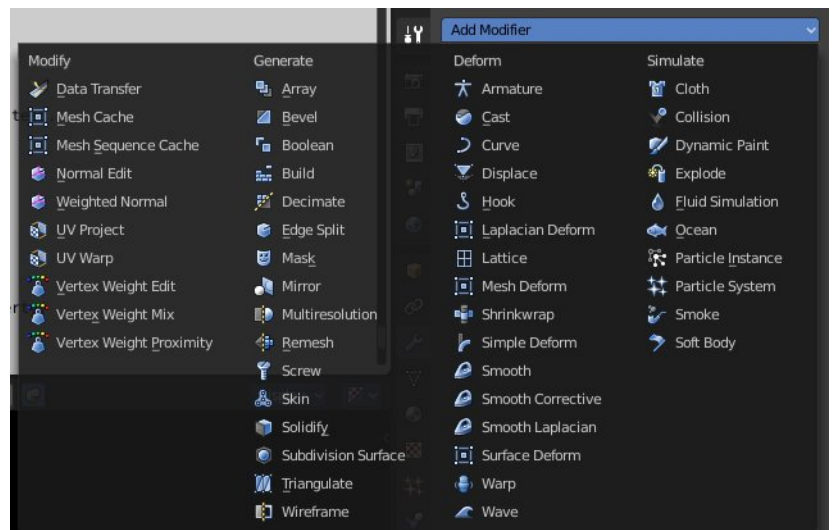 Add Modifier
Modify
Data Transfer
Mesh Cache
Mesh Sequence Cache
Normal Edit
Weighted Normal
UV Project
UV Warp
Vertex Weight Edit
Vertex Weight Mix
Vertex Weight Proximity
Generate
Array
Bevel
Boolean
Build
Decimate
Edge Split
Mask
Mirror
Multiresolution
Remesh
Screw
Skin
Solidify
Subdivision Surface
Triangulate
Wireframe
Deform
Armature
Cast
Curve
Displace
Hook
Laplacian Deform
Lattice
Mesh Deform
Shrinkwrap
Simple Deform
Smooth
Smooth Corrective
Smooth Laplacian
Surface Deform
Warp
Wave
Simulate
Cloth
Collision
Dynamic Paint
Explode
Fluid Simulation
Ocean
Particle Instance
Particle System
Smoke
Soft Body